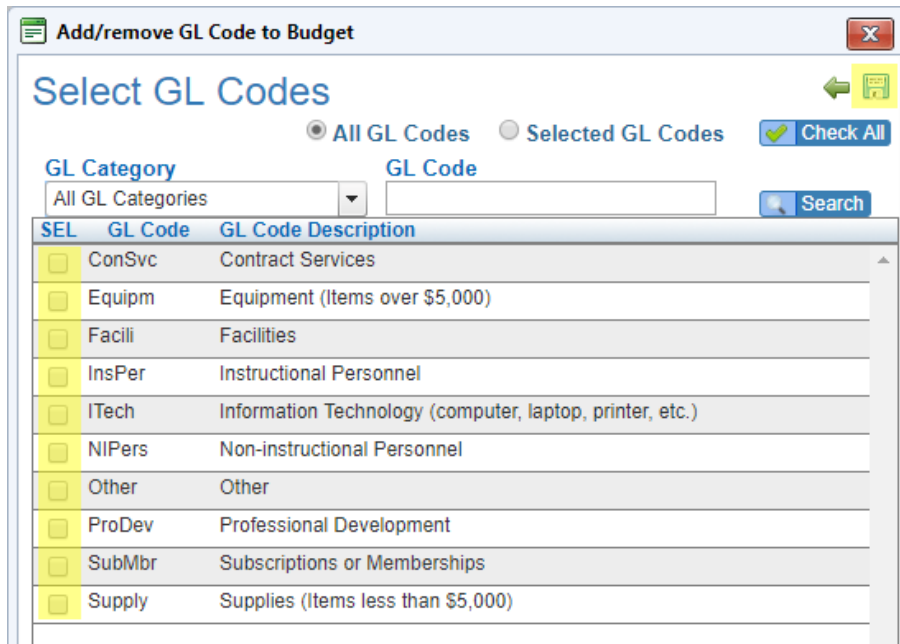 Add/remove GL Code to Budget
Select GL Codes
All GL Codes Selected GL Codes Check All
GL Category GL Code
All GL Categories Search
SEL GL Code GL Code Description
ConSvc Contract Services
Equipm Equipment (Items over $5,000)
Facili Facilities
InsPer Instructional Personnel
ITech Information Technology (computer, laptop, printer, etc.)
NIPers Non-instructional Personnel
Other Other
ProDev Professional Development
SubMbr Subscriptions or Memberships
Supply Supplies (Items less than $5,000)